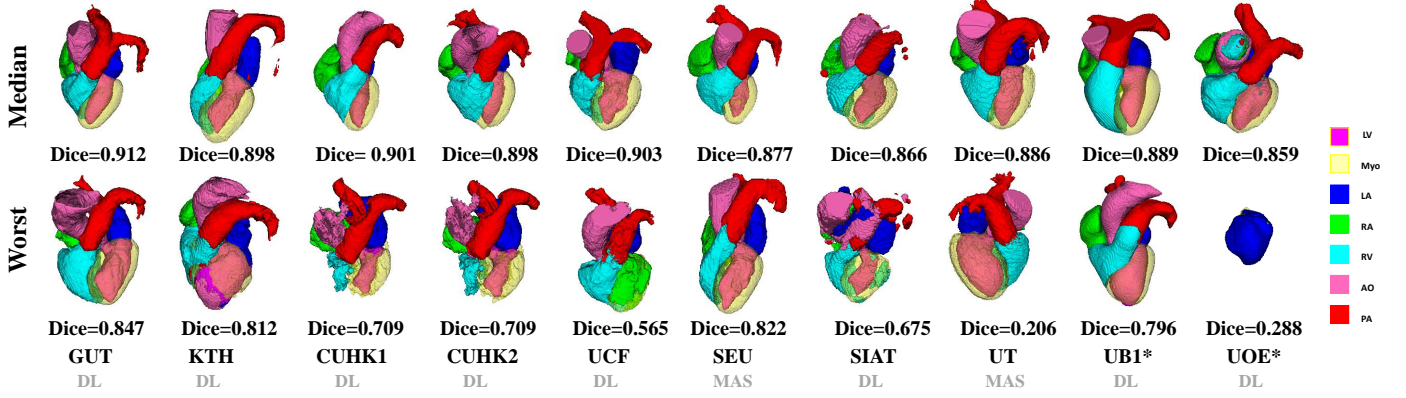 Median
Dice=0.912 Dice=0.898 Dice= 0.901 Dice=0.898 Dice=0.903 Dice=0.877 Dice=0.866 Dice=0.886 Dice=0.889 Dice=0.859
Worst
Dice=0.847 Dice=0.812 Dice=0.709 Dice=0.709 Dice=0.565 Dice=0.822 Dice=0.675 Dice=0.206 Dice=0.796 Dice=0.288
GUT KTH CUHK1 CUHK2 UCF SEU SIAT UT UB1* UOE*
DL DL DL DL DL MAS DL MAS DL DL
LV
Myo
LA
RA
RV
AO
PA